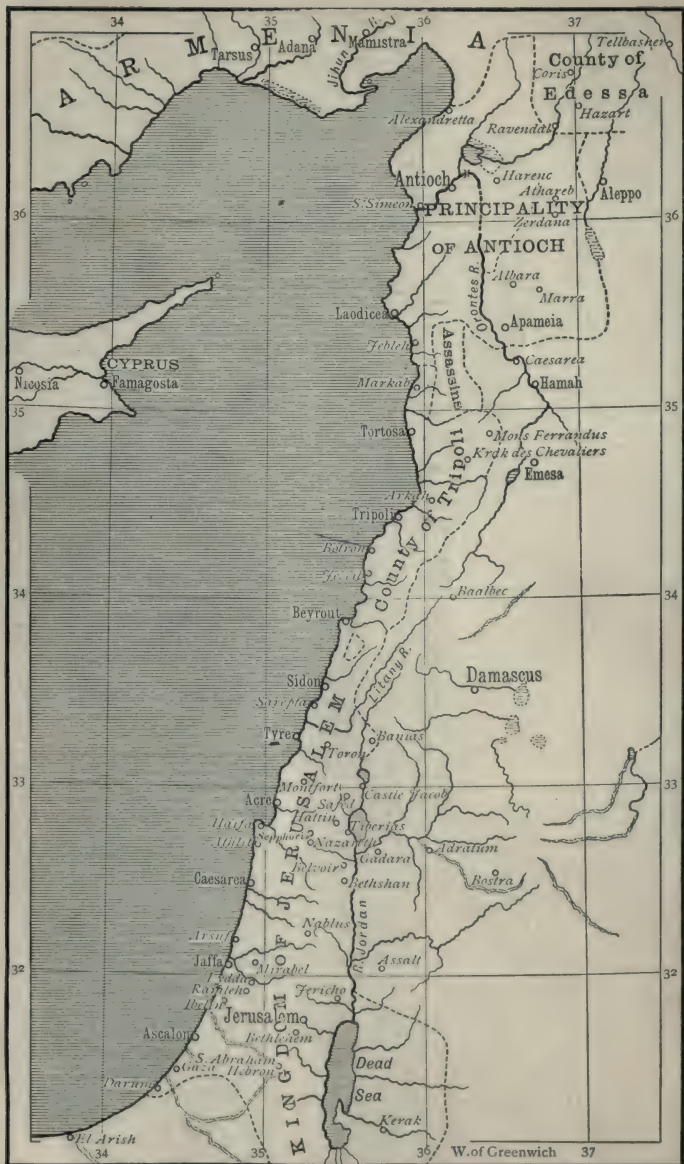 35
36
37
ARMENIA
Tarsus
Adana
Mamistra
Jihun R.
Tellbasher
Coris
County of
Edessa
Hazart
Alexandretta
Ravendal
Antioch
Harenc
Athareb
Aleppo
36
S. Simeon
PRINCIPALITY
36
Zerdana
OF ANTIOCH
Orontes R.
Albara
Marra
Laodicea
Apameia
Jebleh
Assassins
Caesarea
CYPRUS
Nicosia
Famagosta
Markab
Hamah
35
35
Tortosa
Mons Ferrandus
Krak des Chevaliers
Emesa
County of Tripoli
Arkah
Tripoli
Botron
34
34
Baalbec
Beyrout
Litany R.
Sidon
Damascus
Sarepta
Tyre
Banias
Toron
33
33
Montfort
Castle Jacob
Acre
Safed
Hattin
Haifa
Tiberias
Sepphoris
Nazareth
Athlit
Gadara
Adratum
Belvoir
Bostra
Caesarea
Bethshan
KINGDOM OF JERUSALEM
Nablus
R. Jordan
Arsuf
32
Jaffa
Mirabel
Assalt
32
Lydda
Ramleh
Jericho
Ibelin
Jerusalem
Ascalon
Bethlehem
S. Abraham
Dead
Gaza
Hebron
Darum
Sea
Kerak
El Arish
W. of Greenwich
34
35
36
37